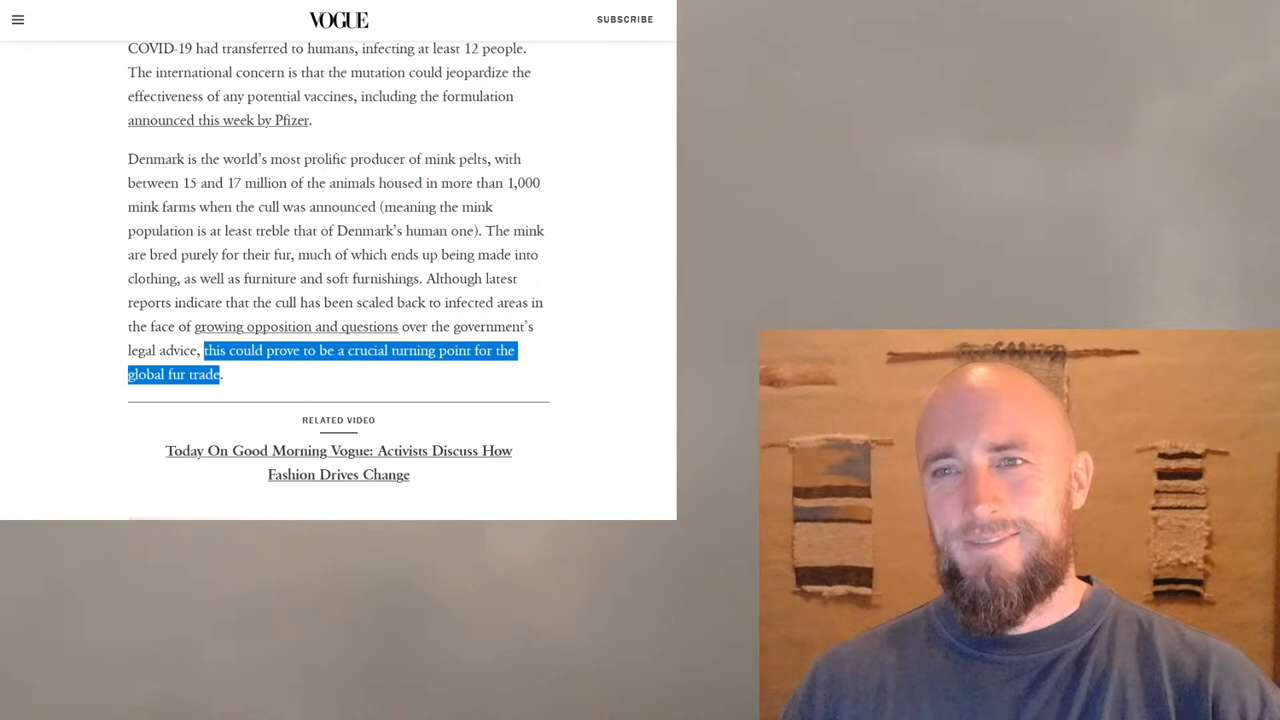 VOGUE
SUBSCRIBE
COVID-19 had transferred to humans, infecting at least 12 people.
The international concern is that the mutation could jeopardize the
effectiveness of any potential vaccines, including the formulation
announced this week by Pfizer.
Denmark is the world’s most prolific producer of mink pelts, with
between 15 and 17 million of the animals housed in more than 1,000
mink farms when the cull was announced (meaning the mink
population is at least treble that of Denmark’s human one). The mink
are bred purely for their fur, much of which ends up being made into
clothing, as well as furniture and soft furnishings. Although latest
reports indicate that the cull has been scaled back to infected areas in
the face of growing opposition and questions over the government’s
legal advice, this could prove to be a crucial turning point for the
global fur trade.
RELATED VIDEO
Today On Good Morning Vogue: Activists Discuss How
Fashion Drives Change